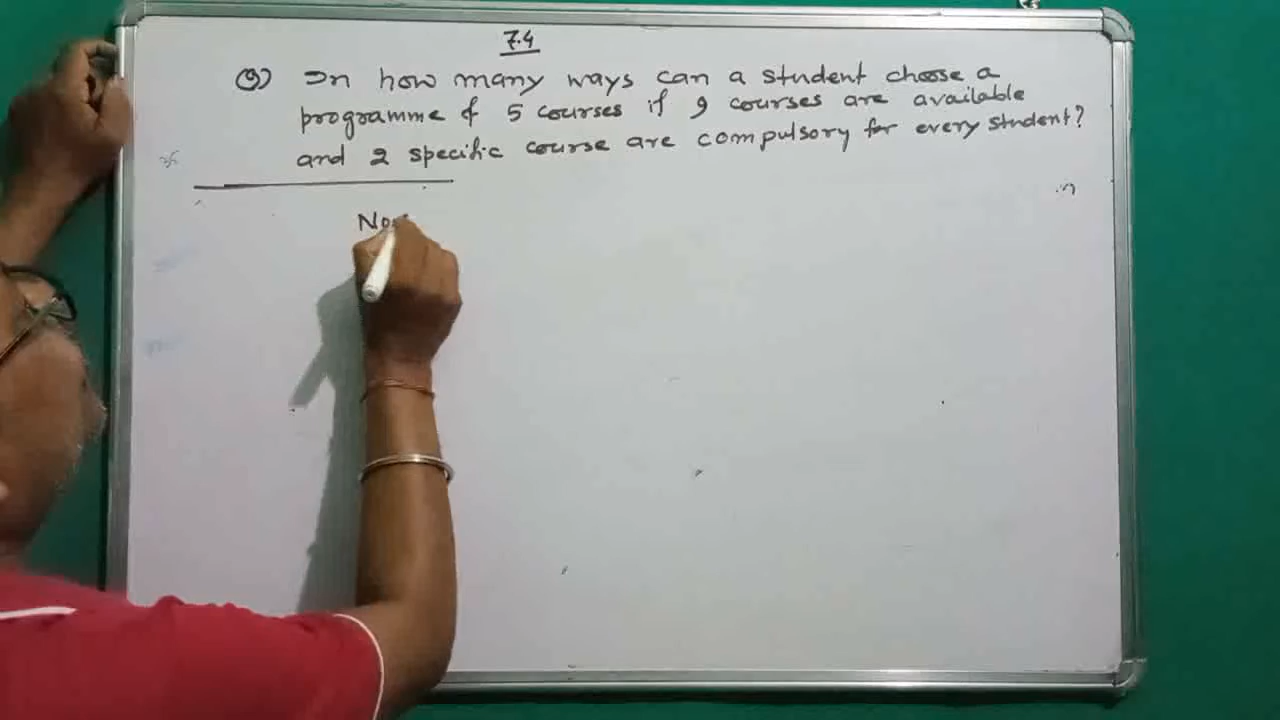 7.4
Q) In how many ways can a student choose a
programme of 5 courses if 9 courses are available
and 2 specific course are compulsory for every student?
No